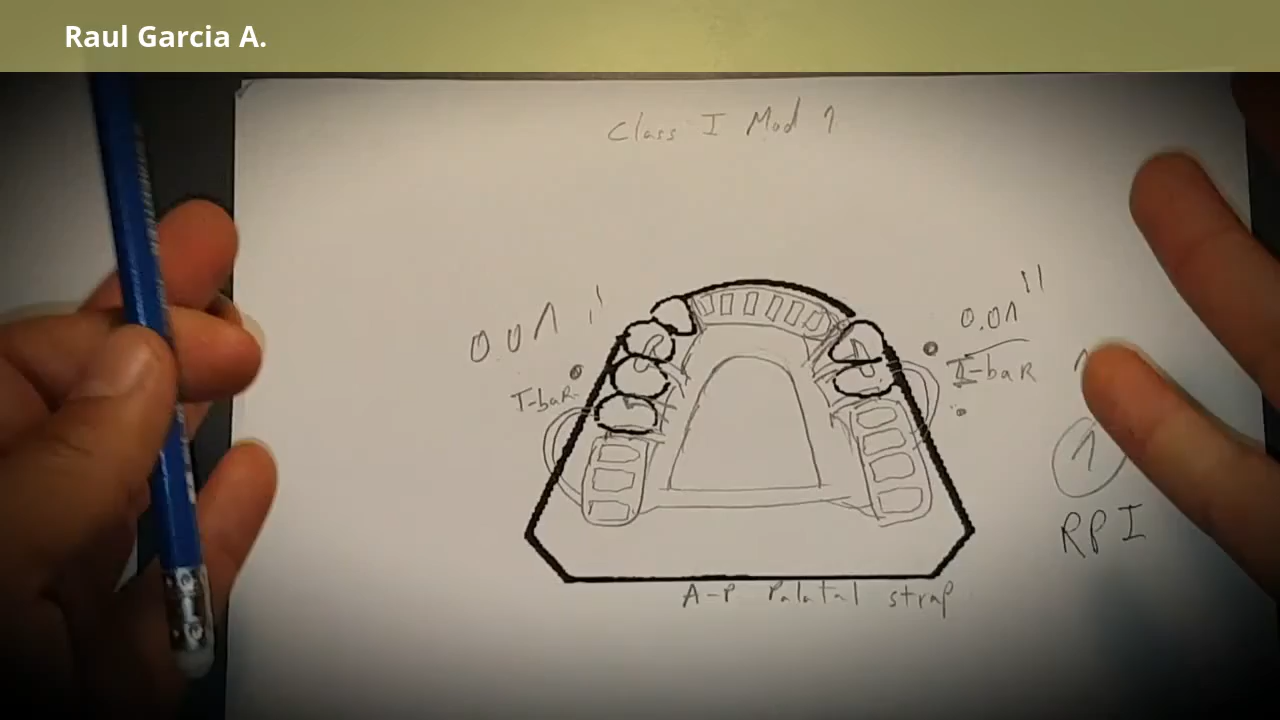 Raul Garcia A.
Class I Mod 1
0.01 "
I-bar
0.01"
I-bar
1
RPI
A-P Palatal strap